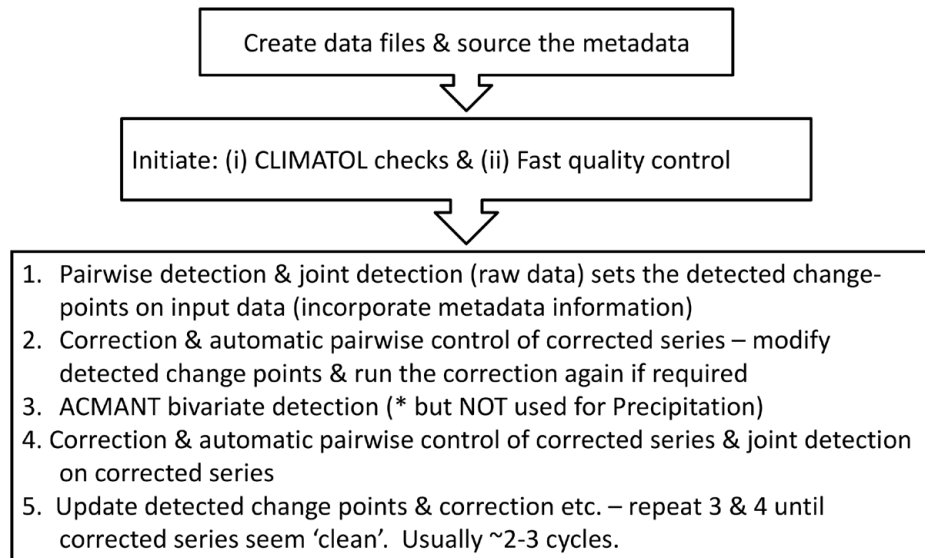 Create data files & source the metadata
Initiate: (i) CLIMATOL checks & (ii) Fast quality control
1. Pairwise detection & joint detection (raw data) sets the detected change-
points on input data (incorporate metadata information)
2. Correction & automatic pairwise control of corrected series – modify
detected change points & run the correction again if required
3. ACMANT bivariate detection (* but NOT used for Precipitation)
4. Correction & automatic pairwise control of corrected series & joint detection
on corrected series
5. Update detected change points & correction etc. – repeat 3 & 4 until
corrected series seem ‘clean’. Usually ~2-3 cycles.